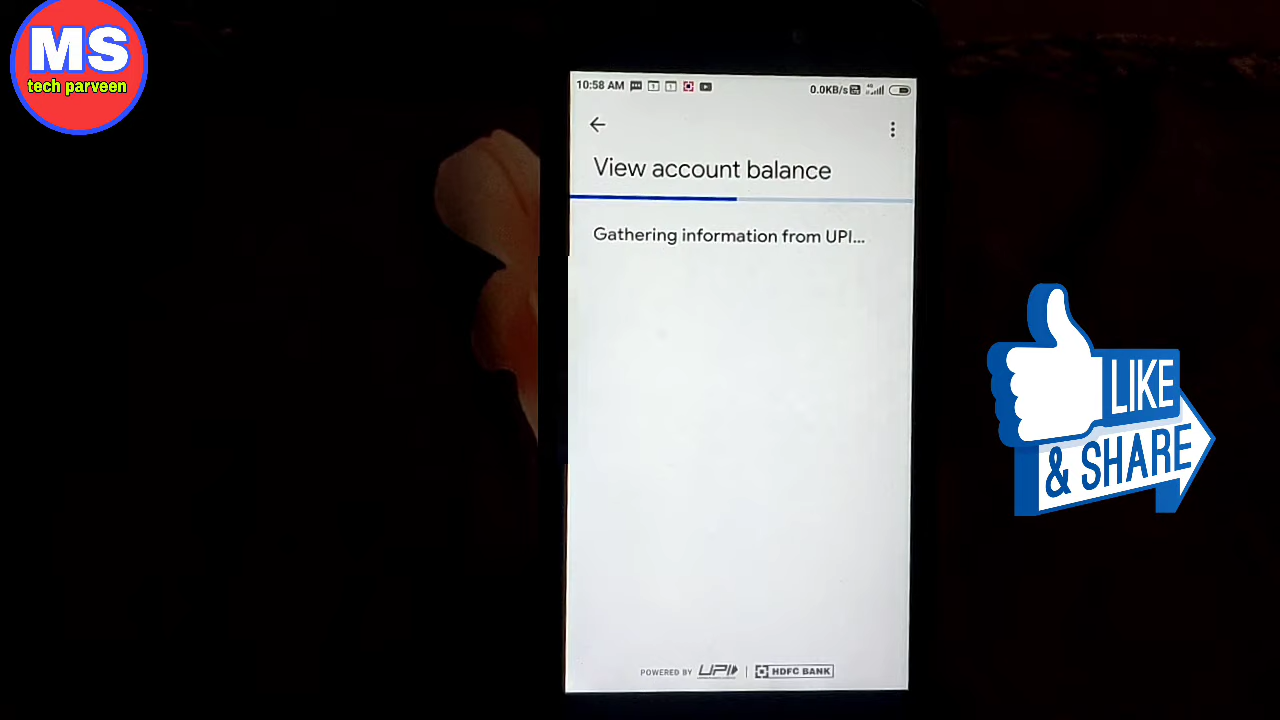 MS
tech parveen
10:58 AM
0.0KB/s
View account balance
Gathering information from UPI...
LIKE
& SHARE
POWERED BY UPI | HDFC BANK